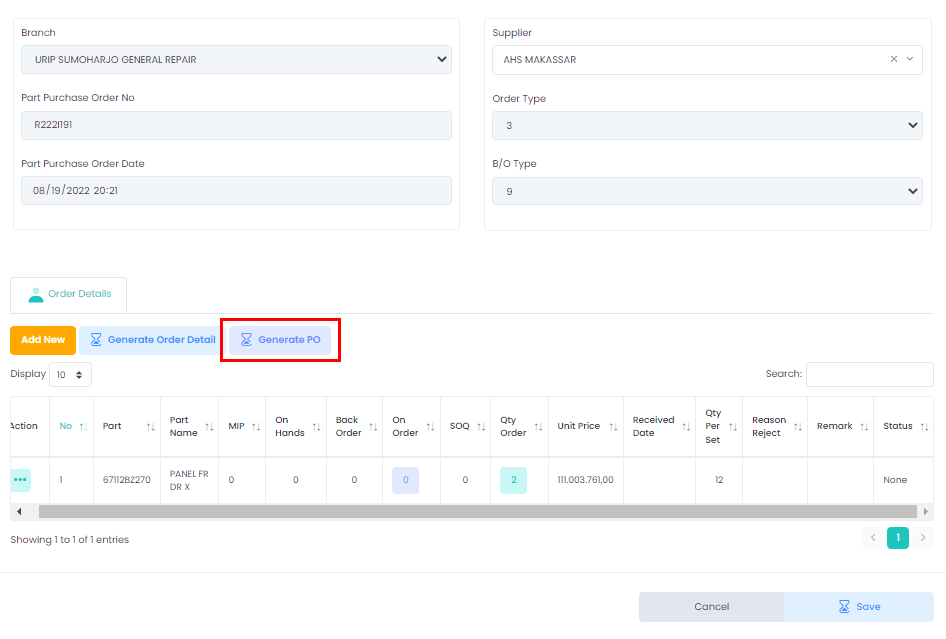 Branch
URIP SUMOHARJO GENERAL REPAIR
Part Purchase Order No
R222I191
Part Purchase Order Date
08/19/2022 20:21
Supplier
AHS MAKASSAR
Order Type
3
B/O Type
9
Order Details
Add New Generate Order Detail Generate PO
Display 10 Search:
Action No Part Part Name MIP On Hands Back Order On Order SOQ Qty Order Unit Price Received Date Qty Per Set Reason Reject Remark Status
1 67112BZ270 PANEL FR DR X 0 0 0 0 0 2 111.003.761,00 12 None
Showing 1 to 1 of 1 entries
1
Cancel Save